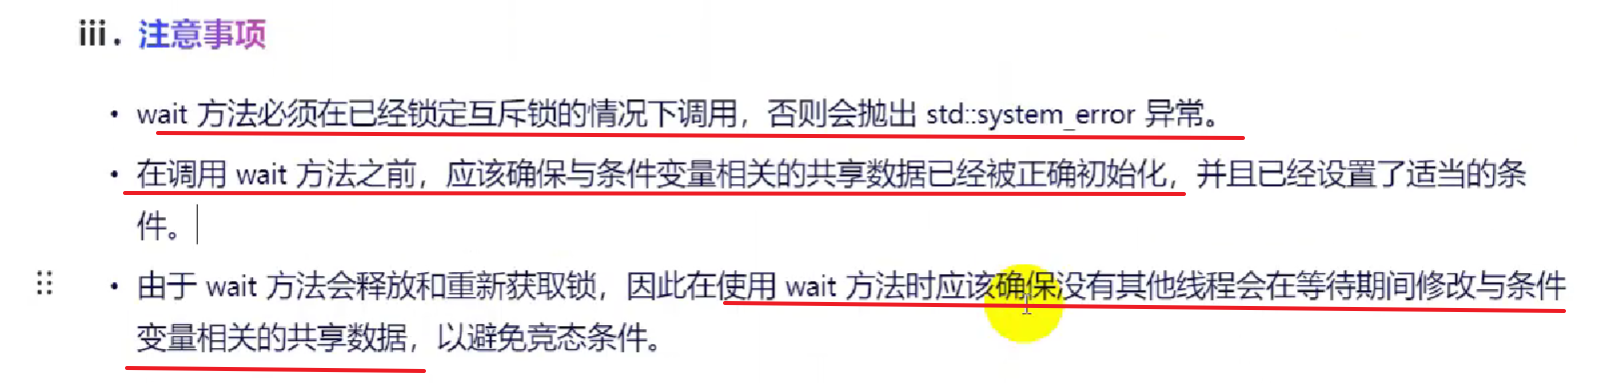 iii. 注意事项
• wait 方法必须在已经锁定互斥锁的情况下调用，否则会抛出 std::system_error 异常。
• 在调用 wait 方法之前，应该确保与条件变量相关的共享数据已经被正确初始化，并且已经设置了适当的条
件。
• 由于 wait 方法会释放和重新获取锁，因此在使用 wait 方法时应该确保没有其他线程会在等待期间修改与条件
变量相关的共享数据，以避免竞态条件。